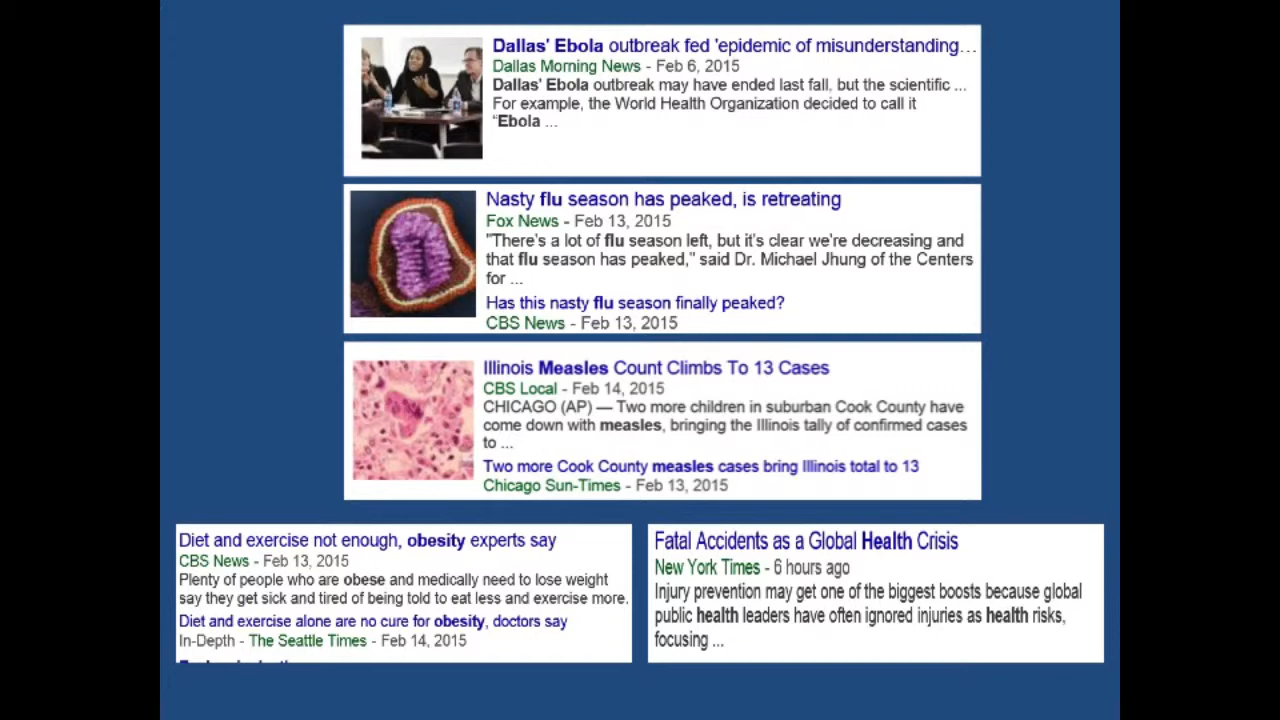 Dallas' Ebola outbreak fed 'epidemic of misunderstanding…
Dallas Morning News - Feb 6, 2015
Dallas' Ebola outbreak may have ended last fall, but the scientific ...
For example, the World Health Organization decided to call it
“Ebola ...
Nasty flu season has peaked, is retreating
Fox News - Feb 13, 2015
"There's a lot of flu season left, but it's clear we're decreasing and
that flu season has peaked," said Dr. Michael Jhung of the Centers
for ...
Has this nasty flu season finally peaked?
CBS News - Feb 13, 2015
Illinois Measles Count Climbs To 13 Cases
CBS Local - Feb 14, 2015
CHICAGO (AP) — Two more children in suburban Cook County have
come down with measles, bringing the Illinois tally of confirmed cases
to ...
Two more Cook County measles cases bring Illinois total to 13
Chicago Sun-Times - Feb 13, 2015
Diet and exercise not enough, obesity experts say
CBS News - Feb 13, 2015
Plenty of people who are obese and medically need to lose weight
say they get sick and tired of being told to eat less and exercise more.
Diet and exercise alone are no cure for obesity, doctors say
In-Depth - The Seattle Times - Feb 14, 2015
Fatal Accidents as a Global Health Crisis
New York Times - 6 hours ago
Injury prevention may get one of the biggest boosts because global
public health leaders have often ignored injuries as health risks,
focusing ...